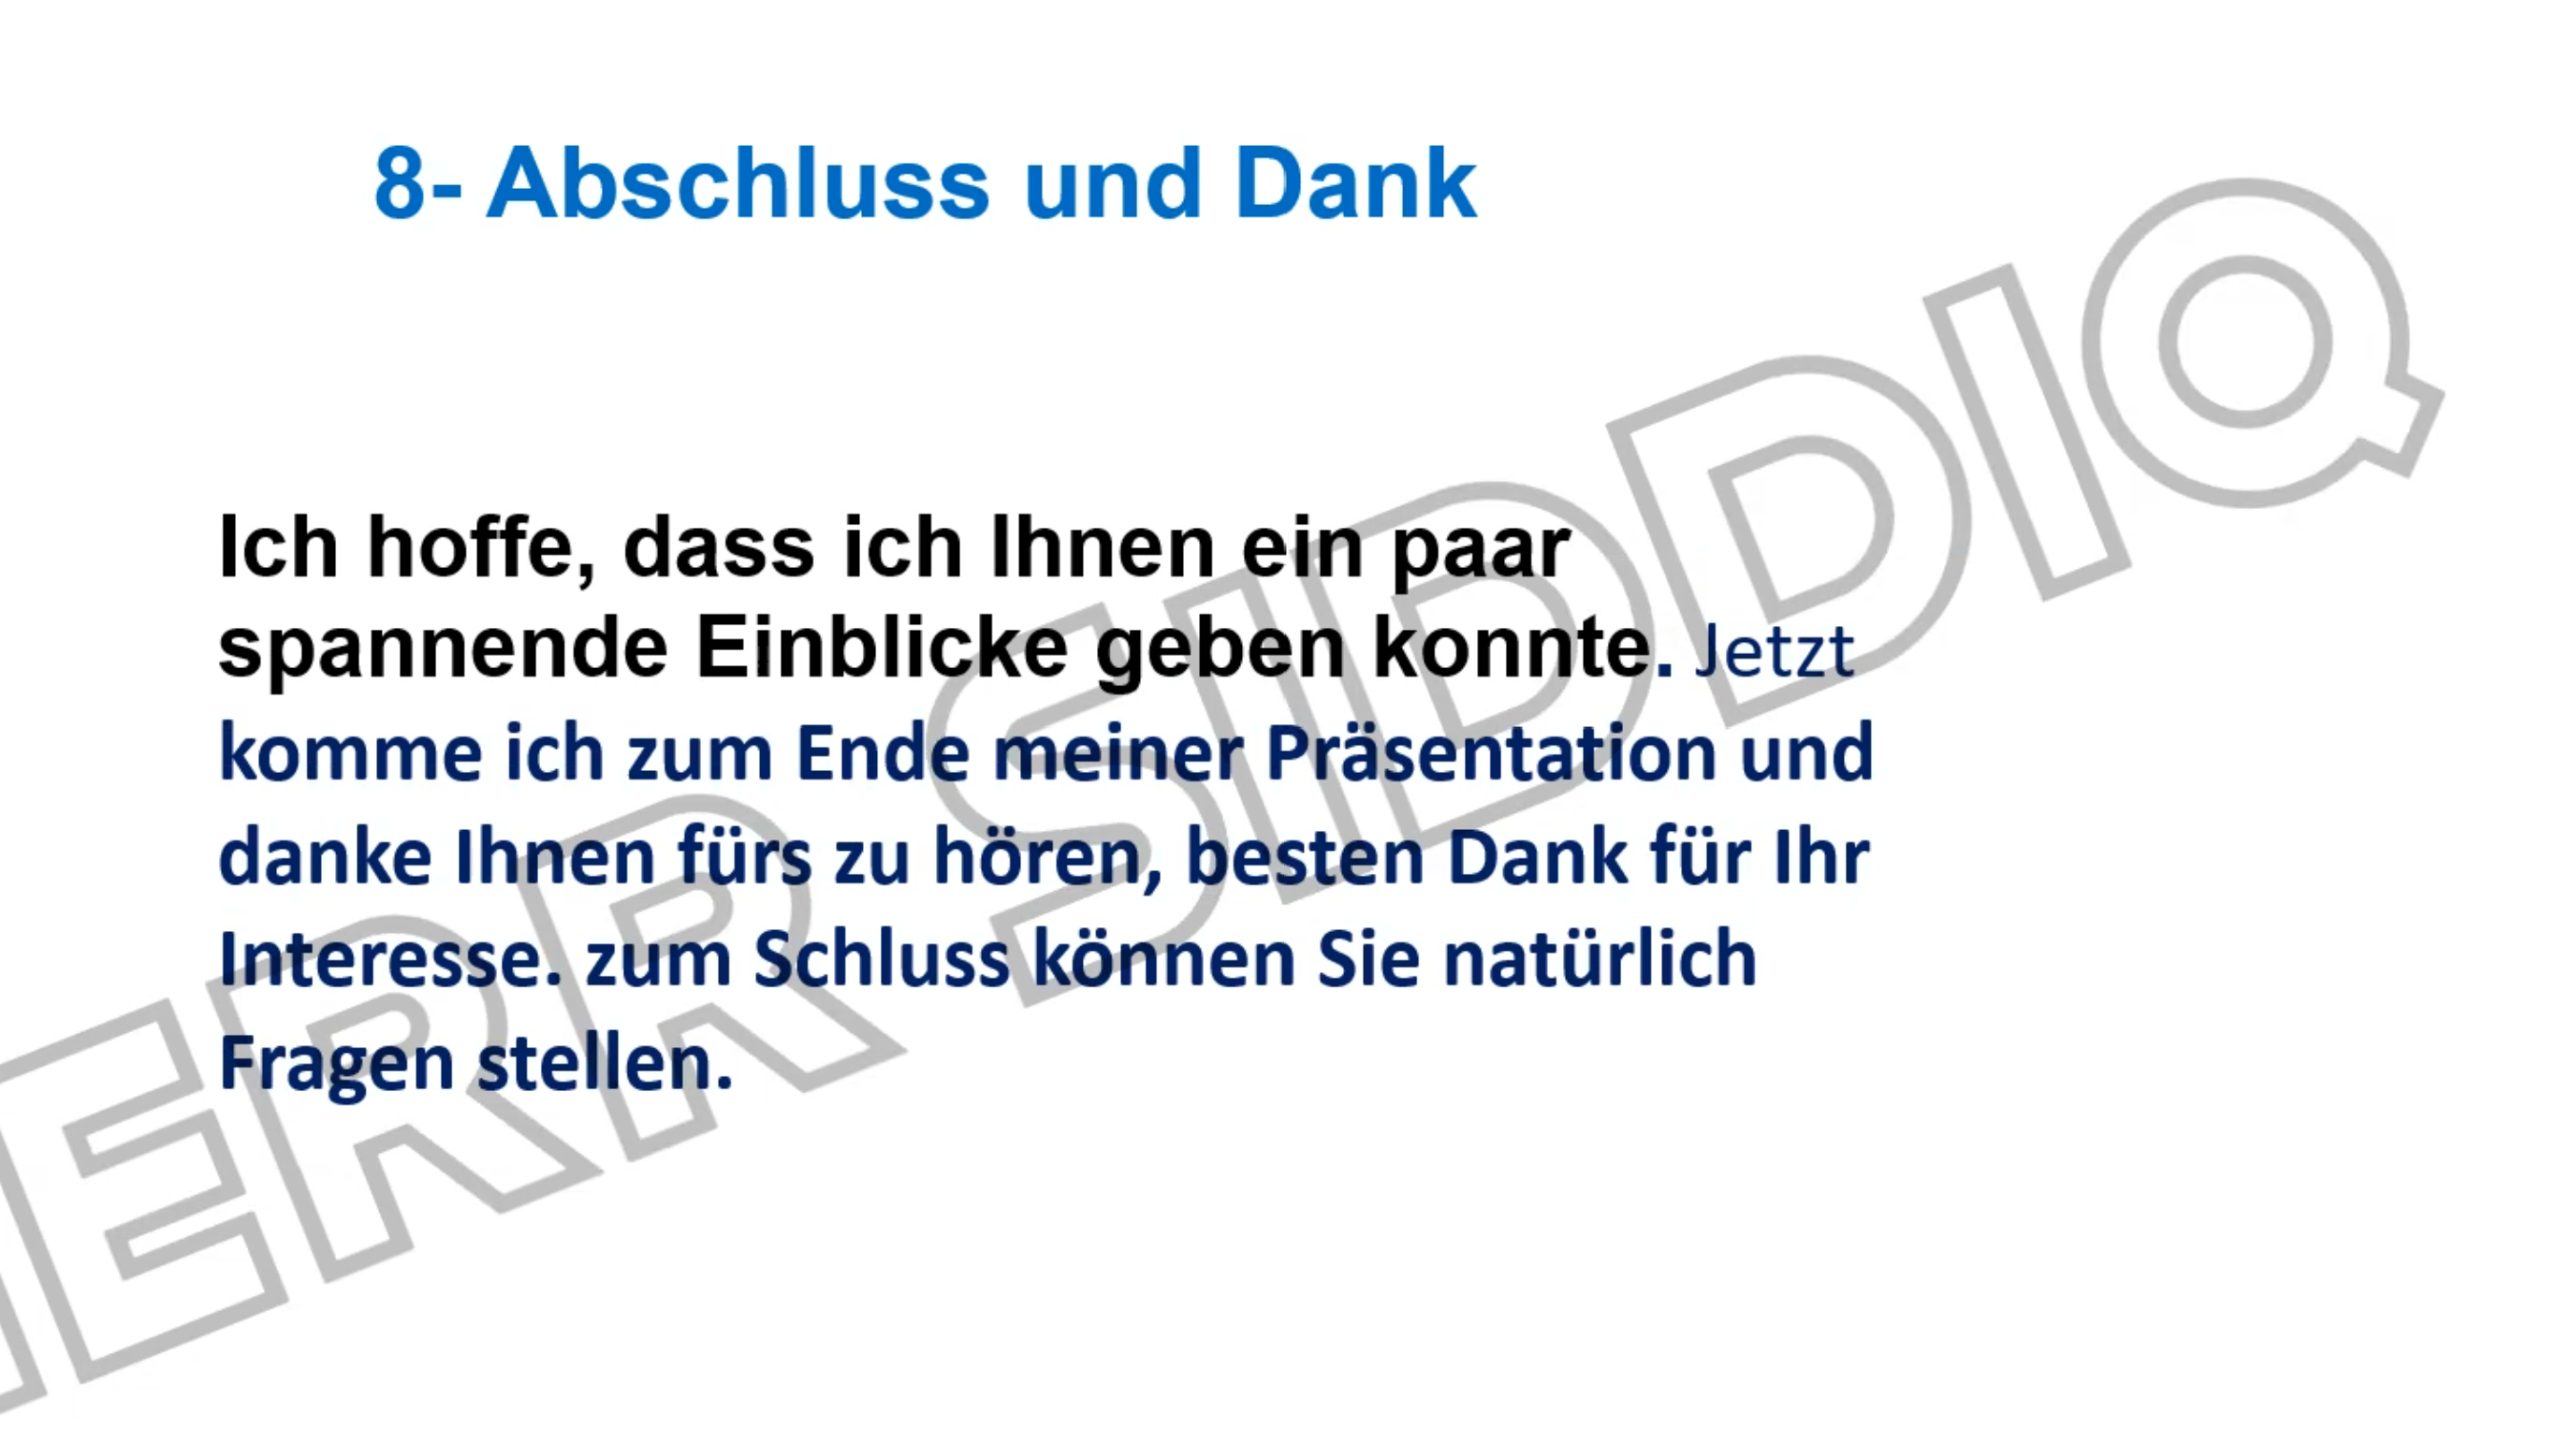 8- Abschluss und Dank
Ich hoffe, dass ich Ihnen ein paar
spannende Einblicke geben konnte. Jetzt
komme ich zum Ende meiner Präsentation und
danke Ihnen fürs zu hören, besten Dank für Ihr
Interesse. zum Schluss können Sie natürlich
Fragen stellen.
HERR SIDDIQ